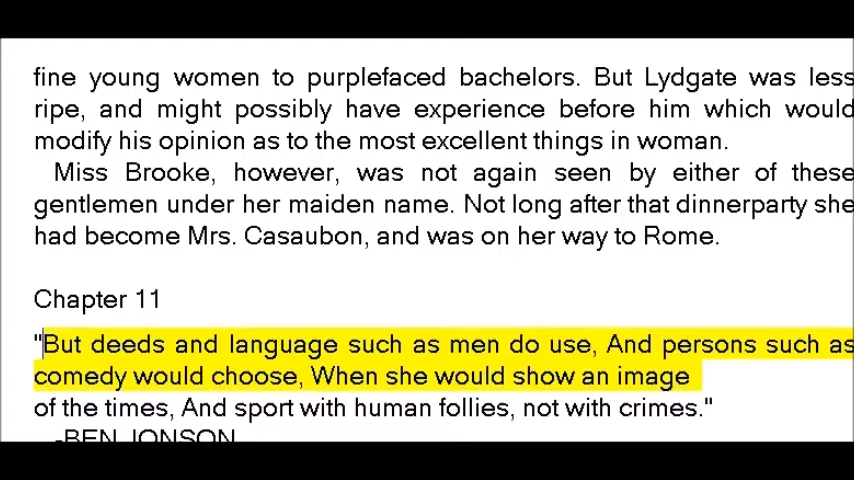 fine young women to purplefaced bachelors. But Lydgate was less
ripe, and might possibly have experience before him which would
modify his opinion as to the most excellent things in woman.
Miss Brooke, however, was not again seen by either of these
gentlemen under her maiden name. Not long after that dinnerparty she
had become Mrs. Casaubon, and was on her way to Rome.
Chapter 11
"But deeds and language such as men do use, And persons such as
comedy would choose, When she would show an image
of the times, And sport with human follies, not with crimes."
-BEN JONSON